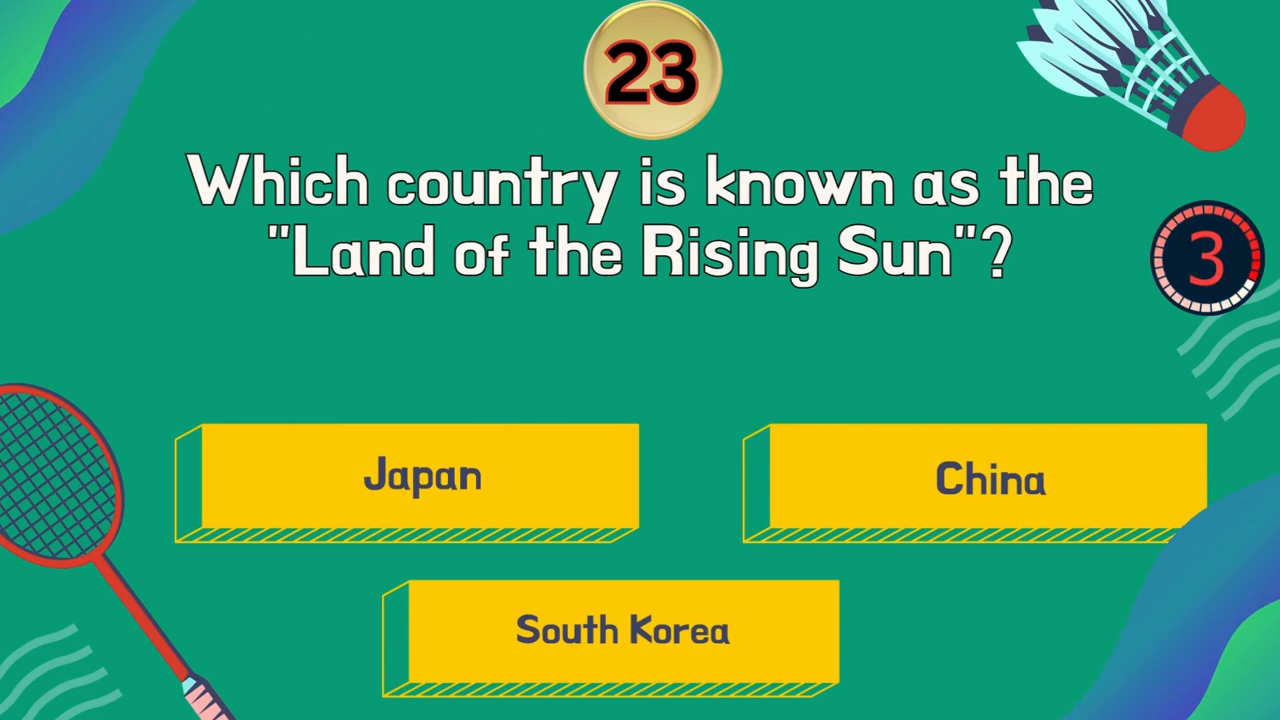 23
Which country is known as the
"Land of the Rising Sun"?
3
Japan
China
South Korea